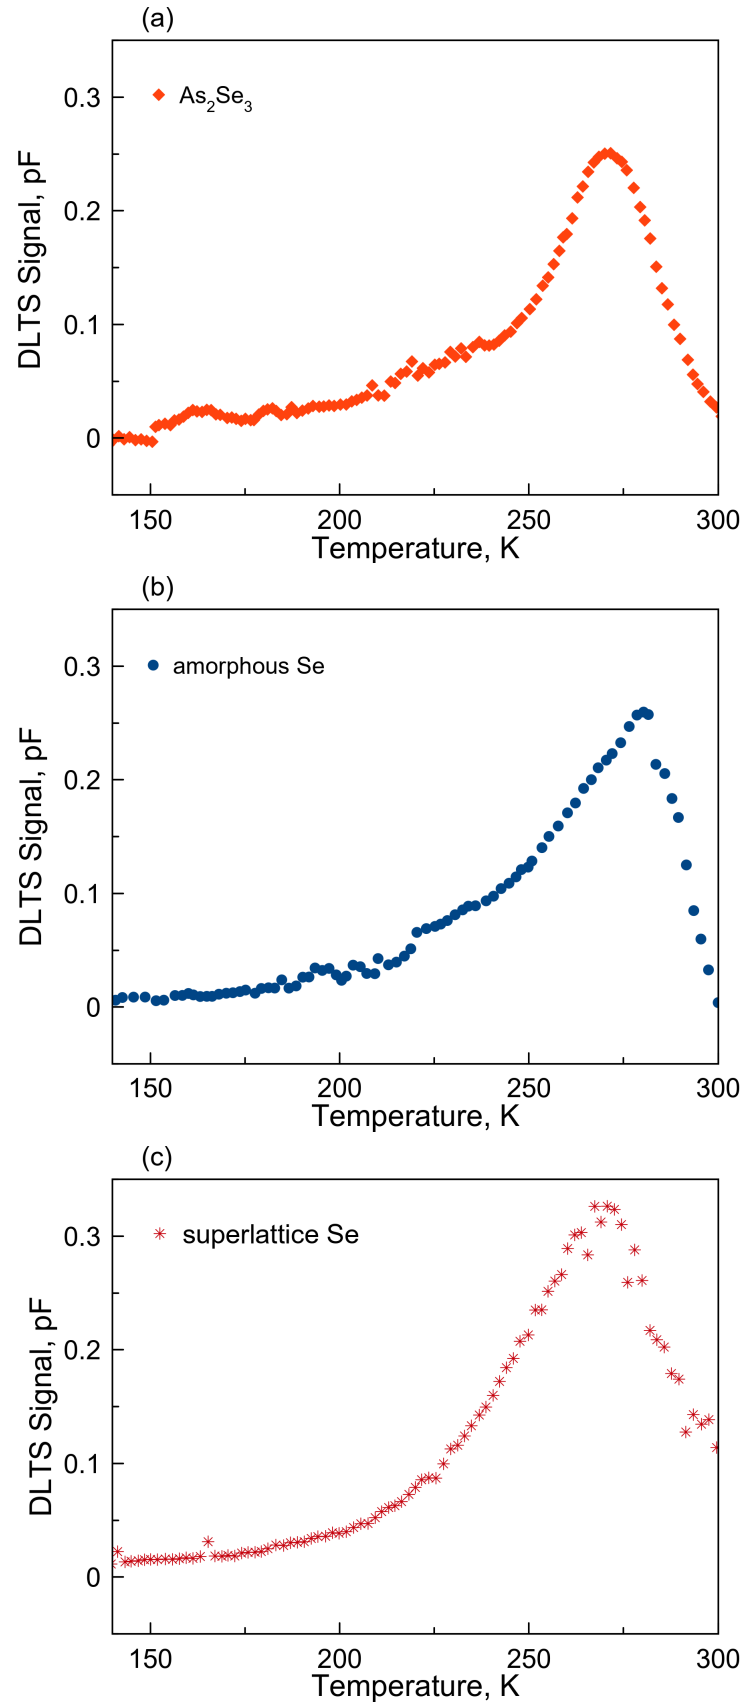 (a)
0.3
As2Se3
0.2
0.1
0
DLTS Signal, pF
150 200 250 300
Temperature, K
(b)
0.3
amorphous Se
0.2
0.1
0
DLTS Signal, pF
150 200 250 300
Temperature, K
(c)
0.3
superlattice Se
0.2
0.1
0
DLTS Signal, pF
150 200 250 300
Temperature, K